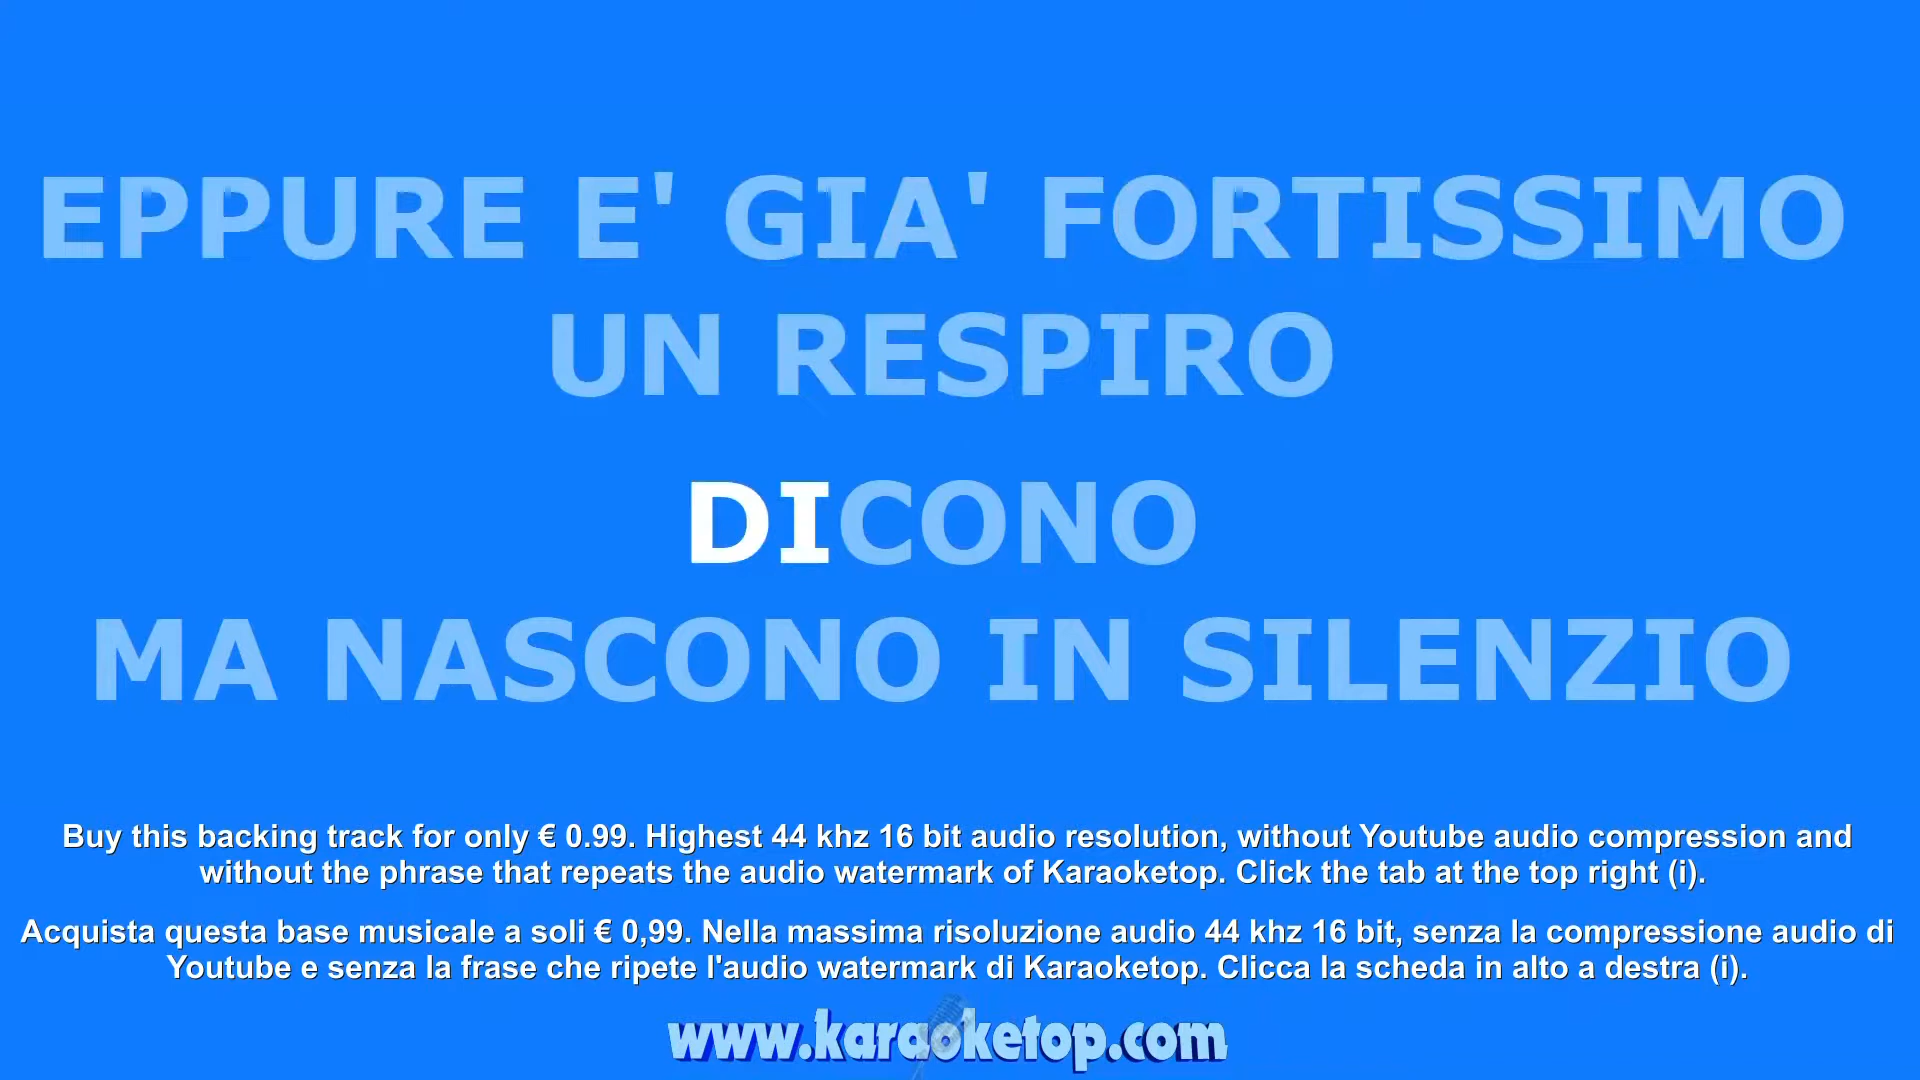 EPPURE E' GIA' FORTISSIMO
UN RESPIRO
DICONO
MA NASCONO IN SILENZIO
Buy this backing track for only € 0.99. Highest 44 khz 16 bit audio resolution, without Youtube audio compression and
without the phrase that repeats the audio watermark of Karaoketop. Click the tab at the top right (i).
Acquista questa base musicale a soli € 0,99. Nella massima risoluzione audio 44 khz 16 bit, senza la compressione audio di
Youtube e senza la frase che ripete l'audio watermark di Karaoketop. Clicca la scheda in alto a destra (i).
www.karaoketop.com